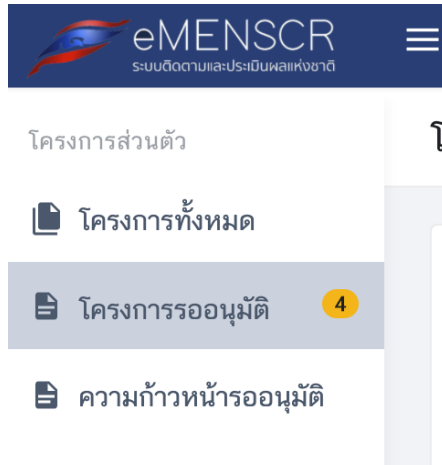 eMENSCR
ระบบติดตามและประเมินผลแห่งชาติ
โครงการส่วนตัว
โครงการทั้งหมด
โครงการรออนุมัติ 4
ความก้าวหน้ารออนุมัติ